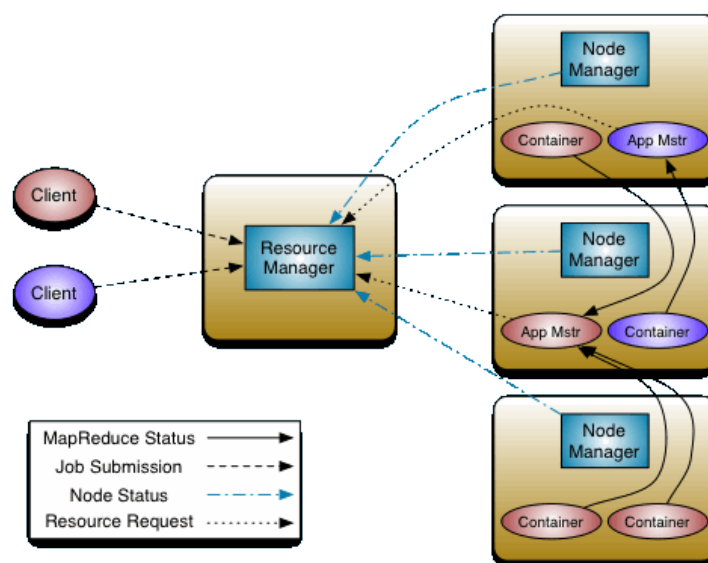 Node
Manager
Container
App Mstr
Client
Resource
Manager
Node
Manager
Client
App Mstr
Container
Node
Manager
MapReduce Status
Job Submission
Node Status
Resource Request
Container
Container